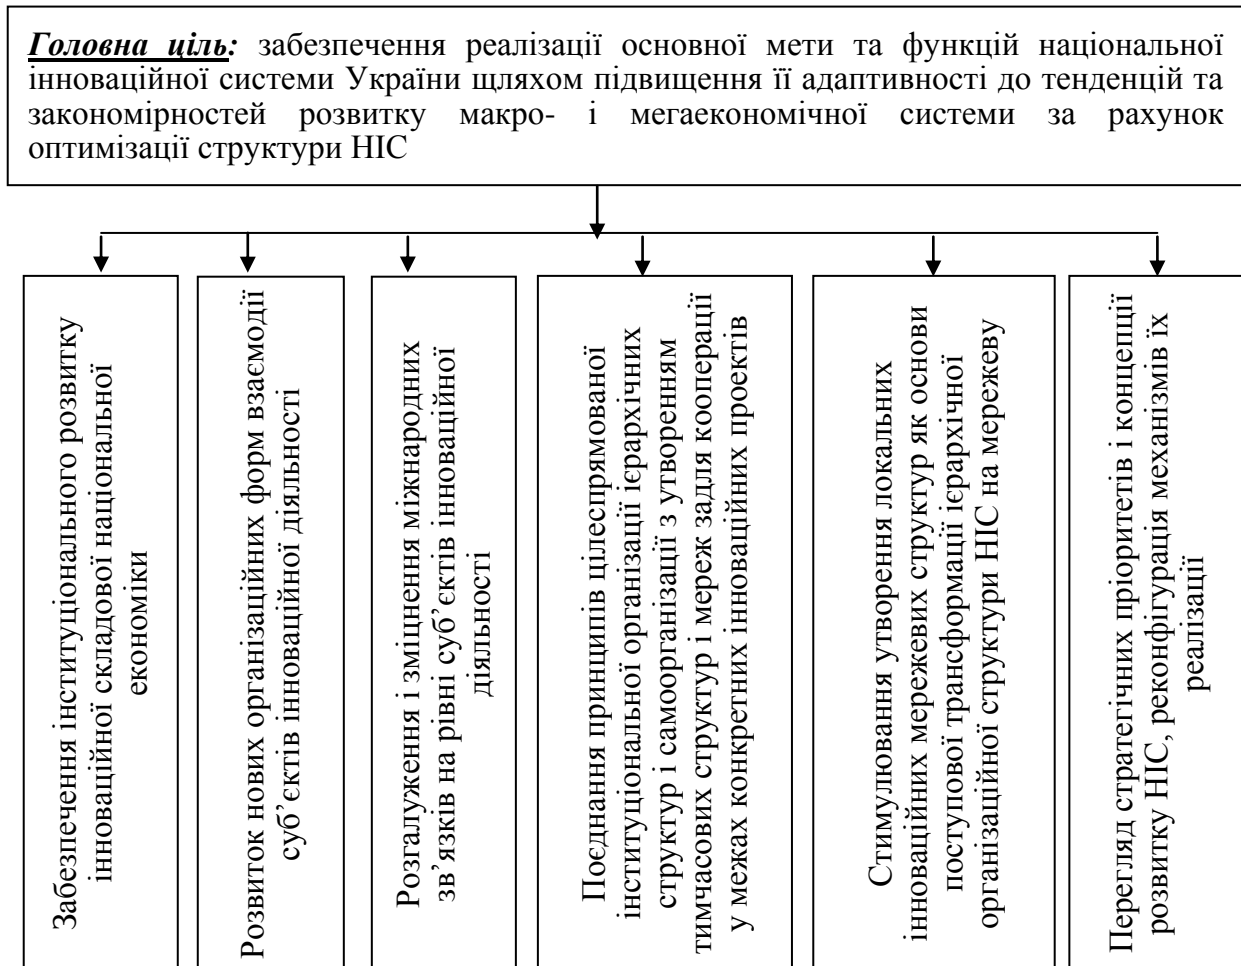 Головна ціль: забезпечення реалізації основної мети та функцій національної
інноваційної системи України шляхом підвищення її адаптивності до тенденцій та
закономірностей розвитку макро- і мегаекономічної системи за рахунок
оптимізації структури НІС
Забезпечення інституціонального розвитку
інноваційної складової національної
економіки
Розвиток нових організаційних форм взаємодії
суб’єктів інноваційної діяльності
Розгалуження і зміцнення міжнародних
зв’язків на рівні суб’єктів інноваційної
діяльності
Поєднання принципів цілеспрямованої
інституціональної організації ієрархічних
структур і самоорганізації з утворенням
тимчасових структур і мереж задля кооперації
у межах конкретних інноваційних проектів
Стимулювання утворення локальних
інноваційних мережевих структур як основи
поступової трансформації ієрархічної
організаційної структури НІС на мережеву
Перегляд стратегічних пріоритетів і концепції
розвитку НІС, реконфігурація механізмів їх
реалізації